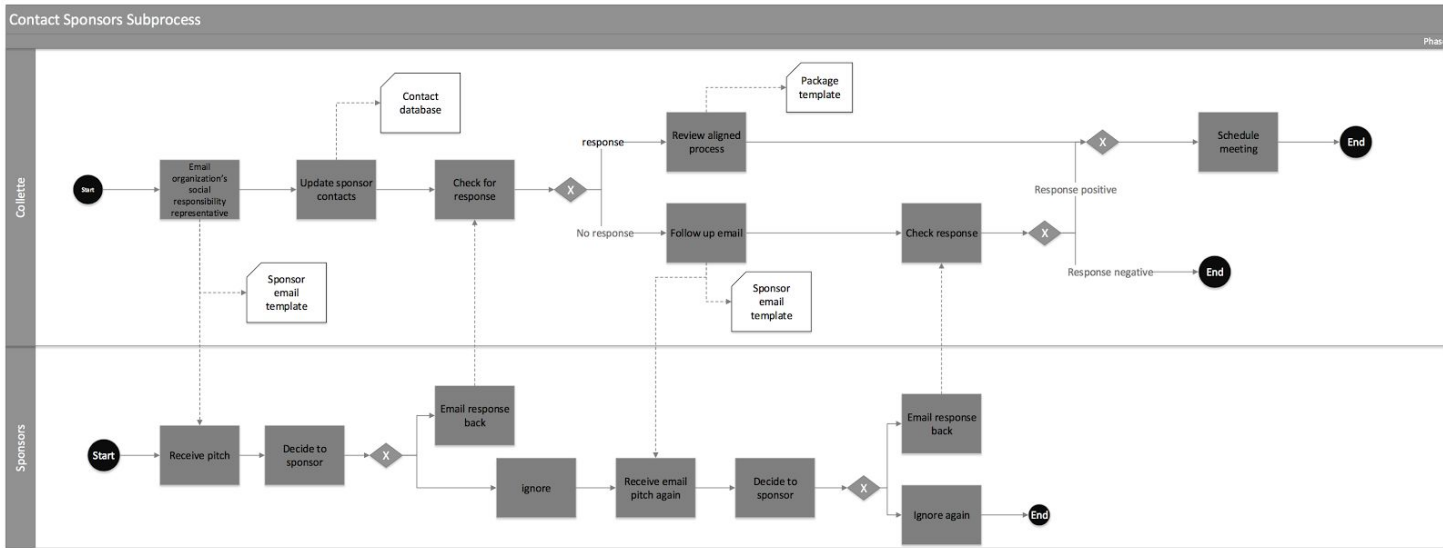 Contact Sponsors Subprocess
Phas
Collette
Contact
database
Package
template
response
Review aligned
process
X
Schedule
meeting
End
Start
Email
organization's
social
responsibility
representative
Update sponsor
contacts
Check for
response
X
Response positive
No response
Follow up email
Check response
X
Response negative
End
Sponsor
email
template
Sponsor
email
template
Sponsors
Email response
back
Email response
back
Start
Receive pitch
Decide to
sponsor
X
ignore
Receive email
pitch again
Decide to
sponsor
X
Ignore again
End